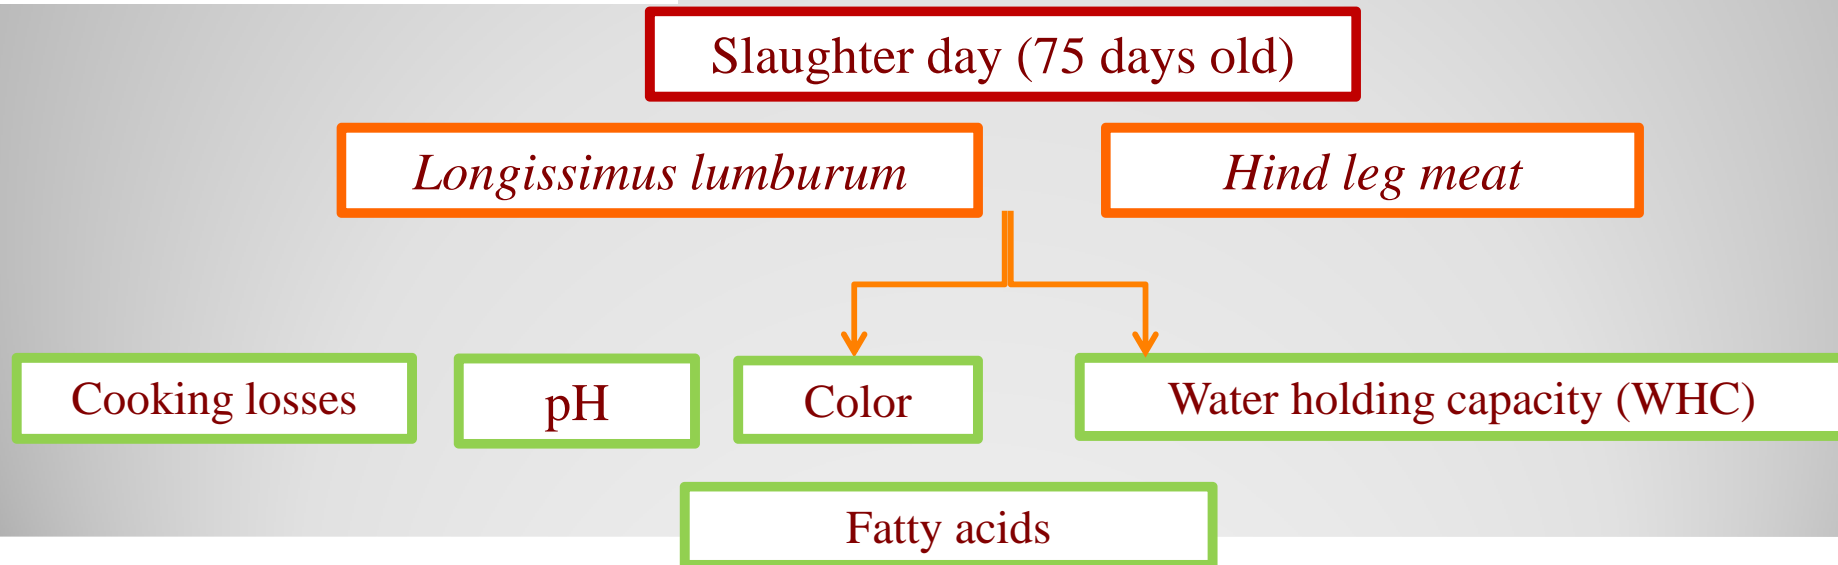 Slaughter day (75 days old)
Longissimus lumburum
Hind leg meat
Cooking losses
pH
Color
Water holding capacity (WHC)
Fatty acids